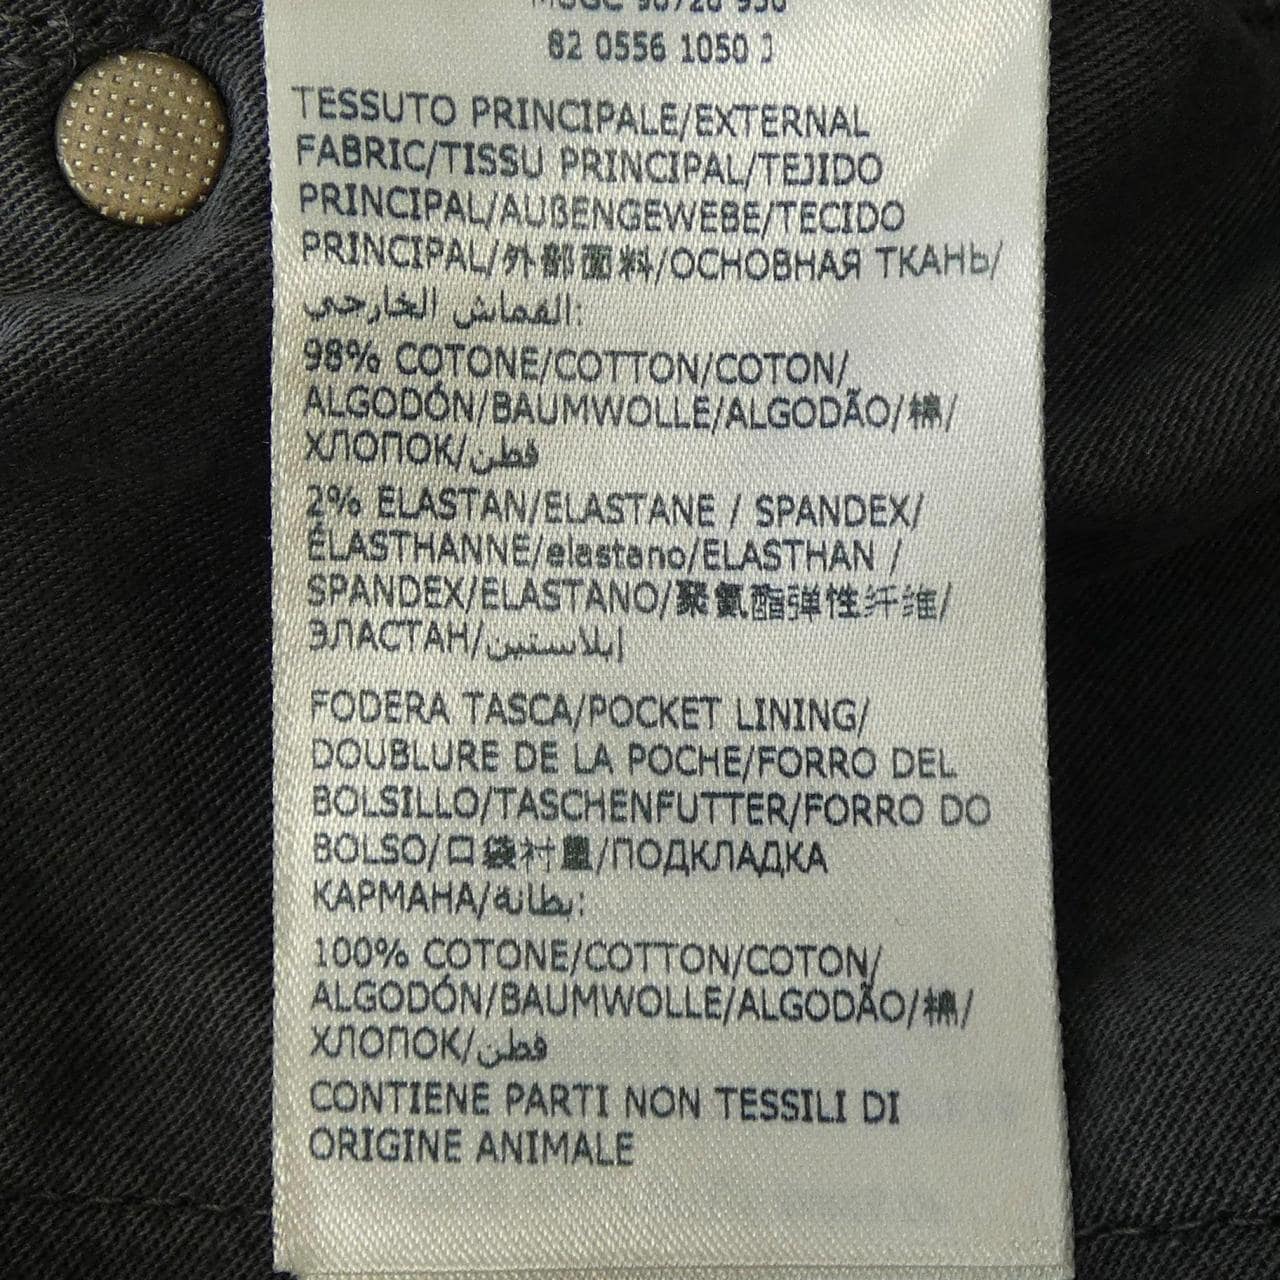 82 0556 1050
TESSUTO PRINCIPALE/EXTERNAL
FABRIC/TISSU PRINCIPAL/TEJIDO
PRINCIPAL/AUßENGEWEBE/TECIDO
PRINCIPAL/外部面料/ОСНОВНАЯ ТКАНЬ/
القماش الخارجي:
98% COTONE/COTTON/COTON/
ALGODÓN/BAUMWOLLE/ALGODÃO/棉/
ХЛОПОК/قطن
2% ELASTAN/ELASTANE / SPANDEX/
ÉLASTHANNE/elastano/ELASTHAN /
SPANDEX/ELASTANO/聚氨酯弹性纤维/
ЭЛАСТАН/إيلاستين
FODERA TASCA/POCKET LINING/
DOUBLURE DE LA POCHE/FORRO DEL
BOLSILLO/TASCHENFUTTER/FORRO DO
BOLSO/口袋衬里/ПОДКЛАДКА
КАРМАНА/بطانة:
100% COTONE/COTTON/COTON/
ALGODÓN/BAUMWOLLE/ALGODÃO/棉/
ХЛОПОК/قطن
CONTIENE PARTI NON TESSILI DI
ORIGINE ANIMALE